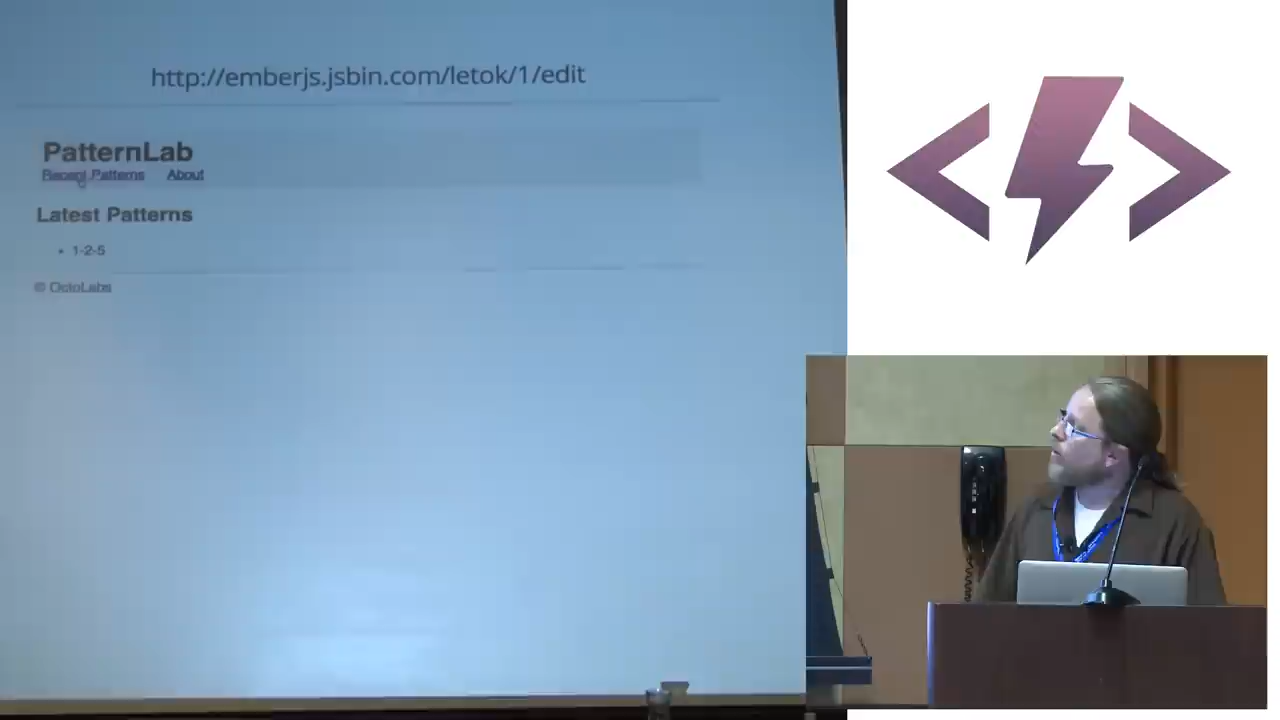 http://emberjs.jsbin.com/letok/1/edit
PatternLab
Recent Patterns About
Latest Patterns
• 1-2-5
© OctoLabs